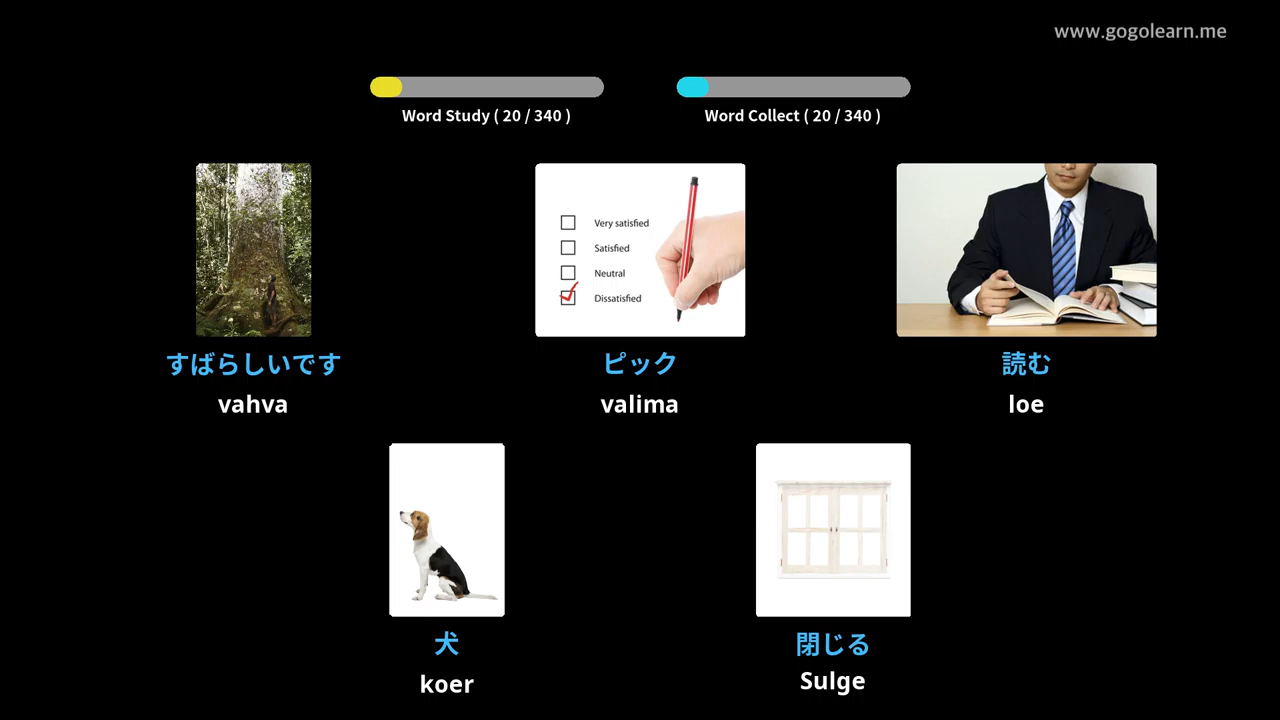 www.gogolearn.me
Word Study ( 20 / 340 )
Word Collect ( 20 / 340 )
Very satisfied
Satisfied
Neutral
Dissatisfied
すばらしいです
vahva
ピック
valima
読む
loe
犬
koer
閉じる
Sulge